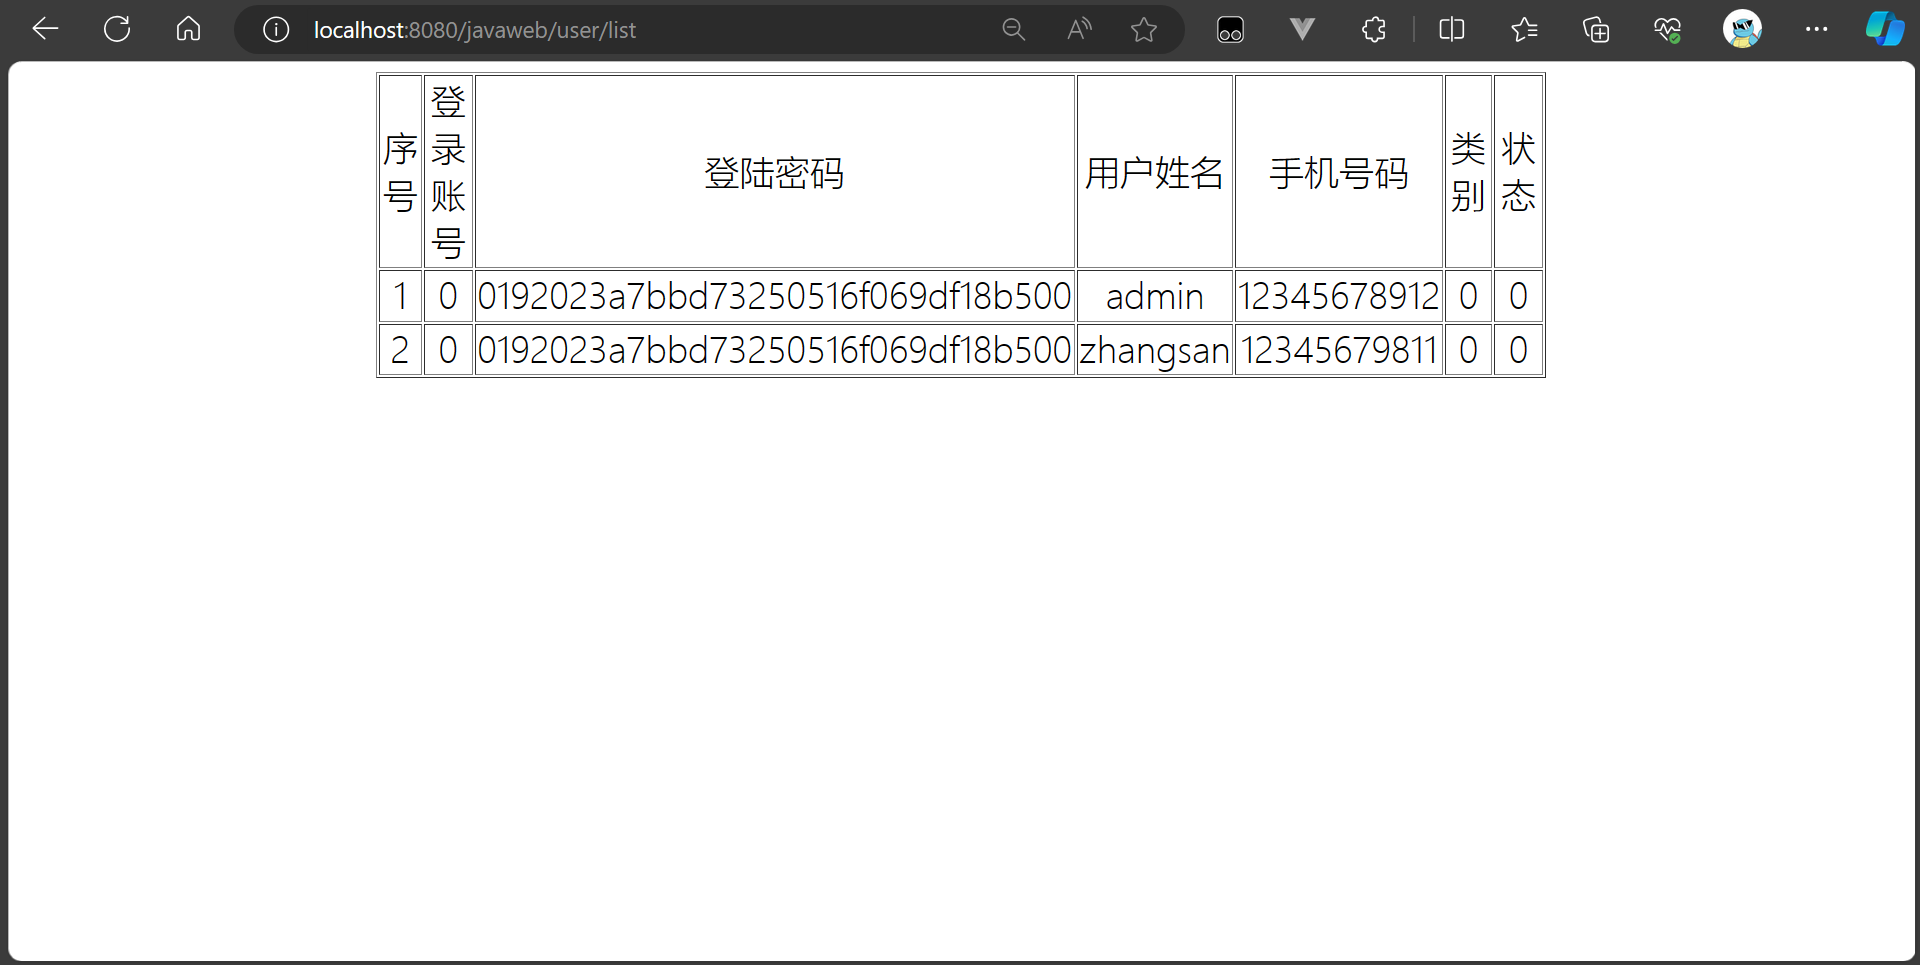 localhost:8080/javaweb/user/list
序号 登录账号 登陆密码 用户姓名 手机号码 类别 状态
1 0 0192023a7bbd73250516f069df18b500 admin 12345678912 0 0
2 0 0192023a7bbd73250516f069df18b500 zhangsan 12345679811 0 0